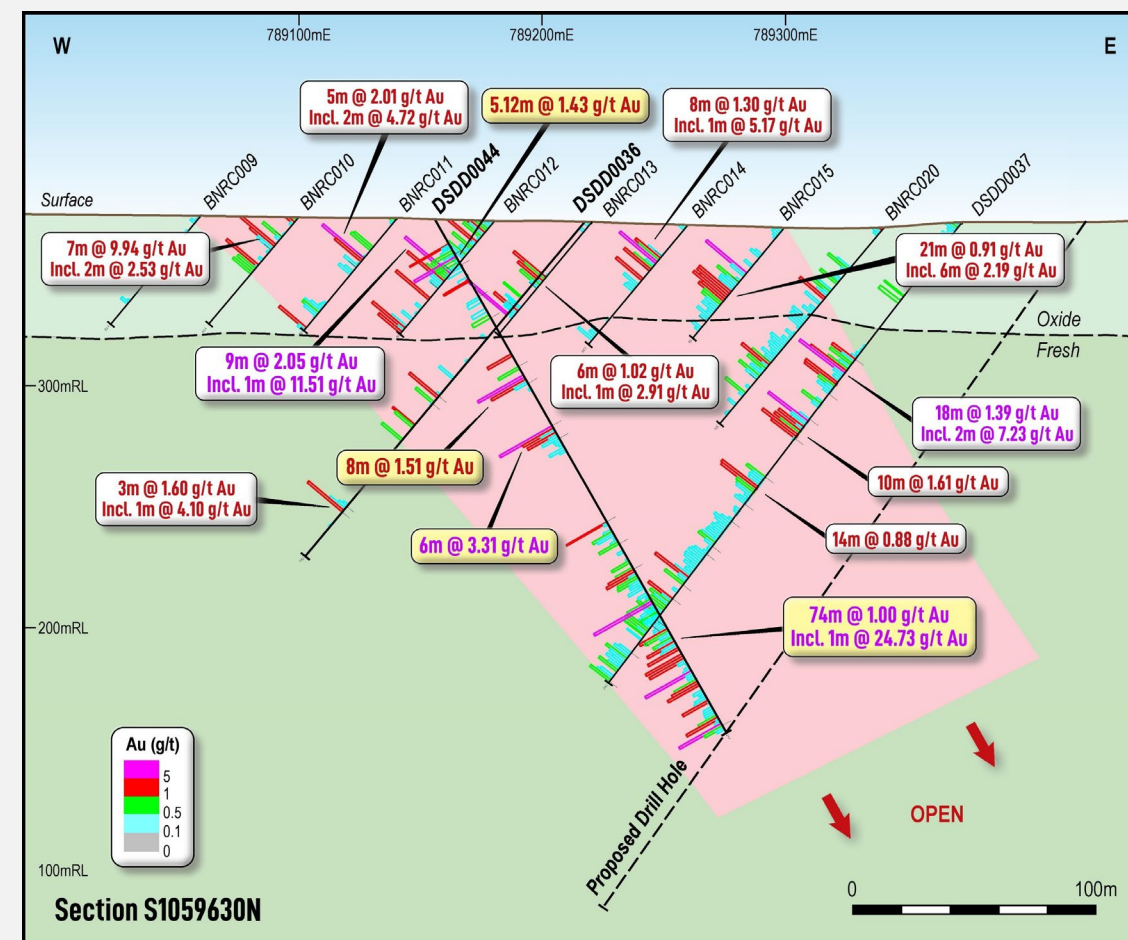 W
789100mE
789200mE
789300mE
E
5m @ 2.01 g/t Au
Incl. 2m @ 4.72 g/t Au
5.12m @ 1.43 g/t Au
8m @ 1.30 g/t Au
Incl. 1m @ 5.17 g/t Au
Surface
BNRC009
BNRC010
BNRC011
DSDD0044
BNRC012
DSDD0036
BNRC013
BNRC014
BNRC015
BNRC020
DSDD0037
7m @ 9.94 g/t Au
Incl. 2m @ 2.53 g/t Au
21m @ 0.91 g/t Au
Incl. 6m @ 2.19 g/t Au
Oxide
Fresh
9m @ 2.05 g/t Au
Incl. 1m @ 11.51 g/t Au
6m @ 1.02 g/t Au
Incl. 1m @ 2.91 g/t Au
300mRL
18m @ 1.39 g/t Au
Incl. 2m @ 7.23 g/t Au
8m @ 1.51 g/t Au
10m @ 1.61 g/t Au
3m @ 1.60 g/t Au
Incl. 1m @ 4.10 g/t Au
6m @ 3.31 g/t Au
14m @ 0.88 g/t Au
200mRL
74m @ 1.00 g/t Au
Incl. 1m @ 24.73 g/t Au
Au (g/t)
5
1
0.5
0.1
0
Proposed Drill Hole
OPEN
100mRL
0
100m
Section S1059630N